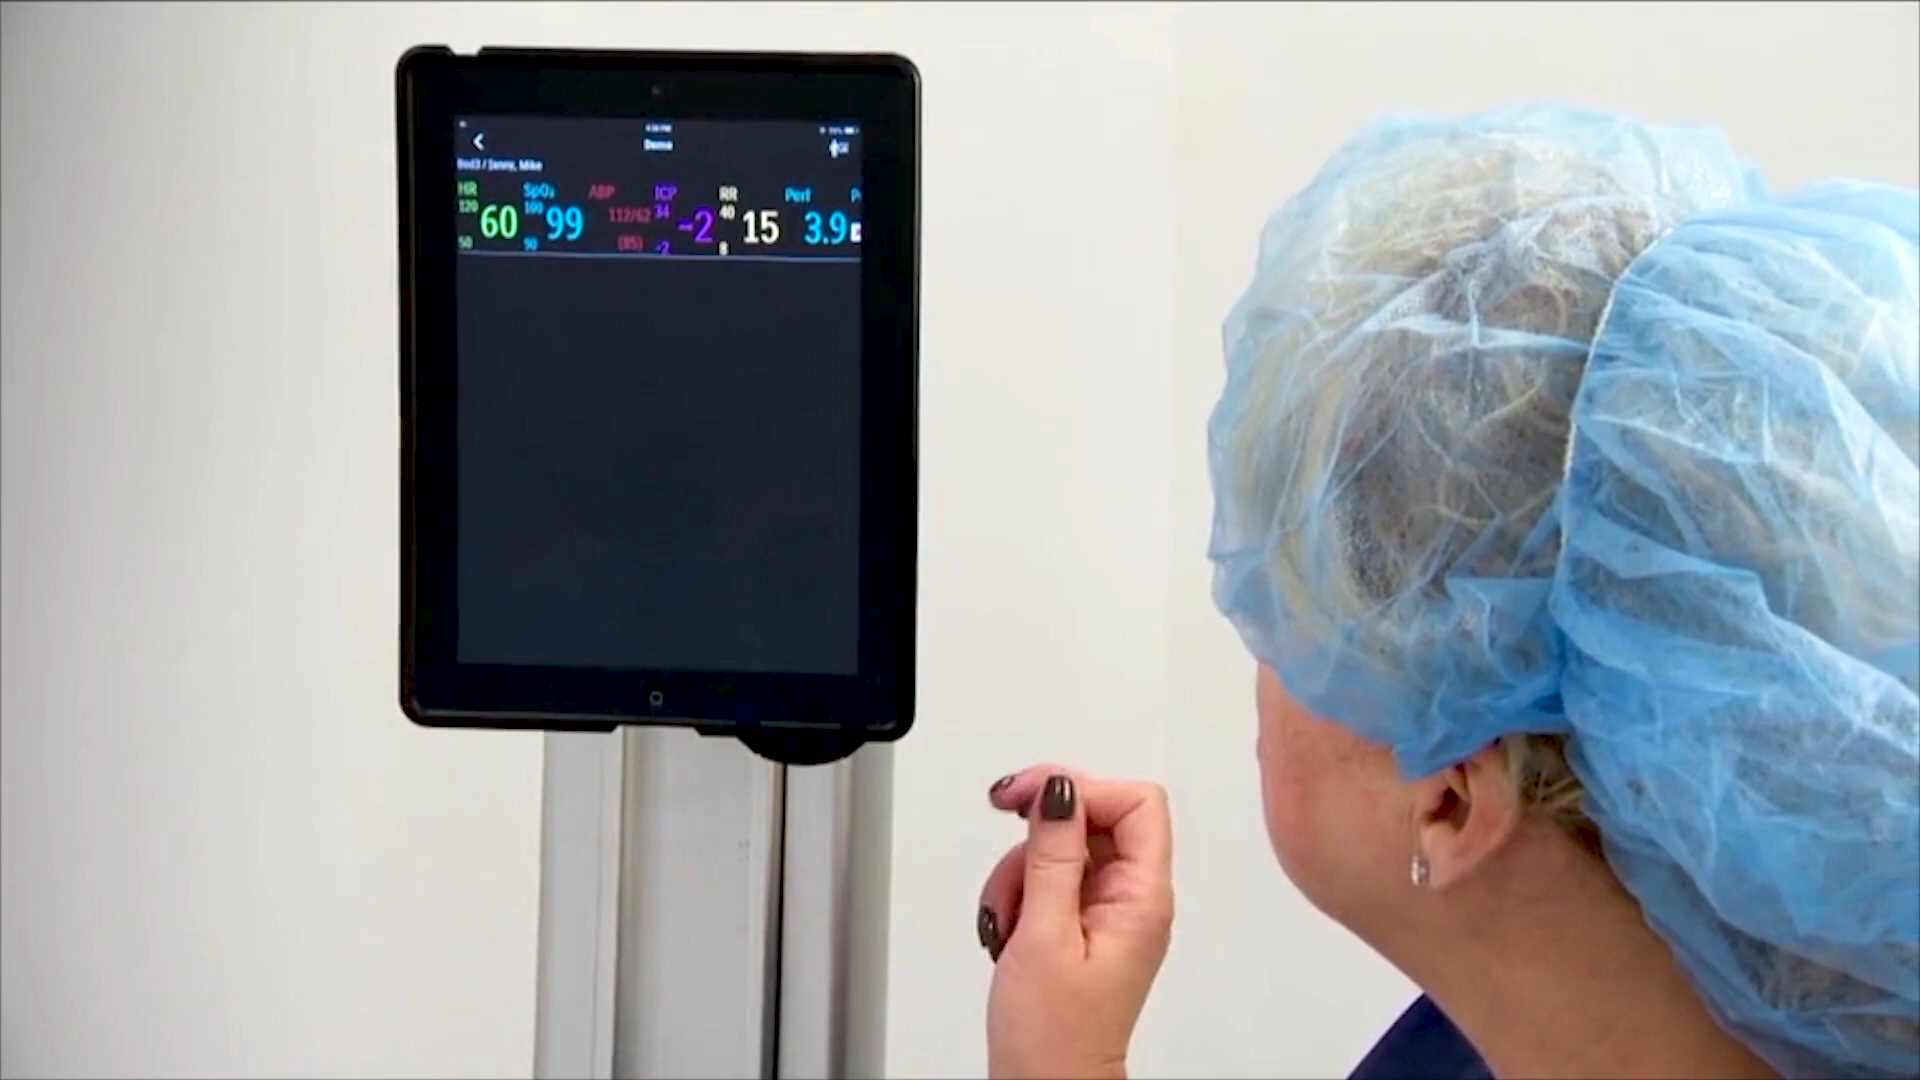 Demo
Bed3 / Janns, Mike
HR SpO₂ ABP ICP RR Perf
120 60 100 99 112/62 34 -2 40 15 3.9
50 90 (85) -2 8